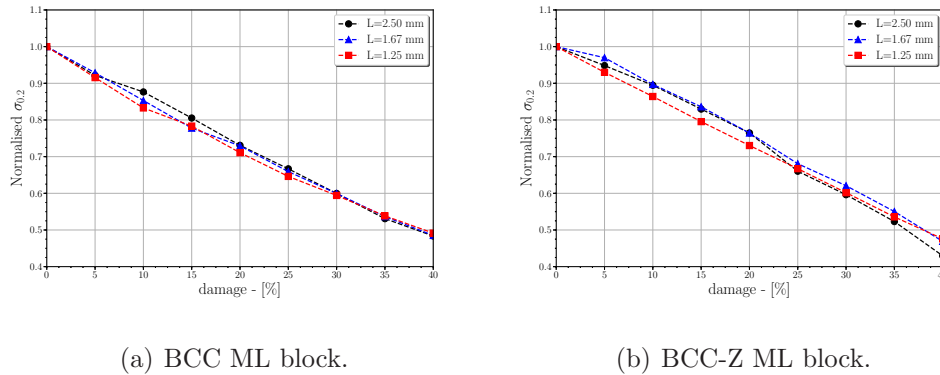 L=2.50 mm
L=1.67 mm
L=1.25 mm
1.0
0.9
0.8
0.7
0.6
0.5
0.4
Normalised σ0.2
0 5 10 15 20 25 30 35 40
damage - [%]
(a) BCC ML block.
L=2.50 mm
L=1.67 mm
L=1.25 mm
1.0
0.9
0.8
0.7
0.6
0.5
0.4
Normalised σ0.2
0 5 10 15 20 25 30 35
damage - [%]
(b) BCC-Z ML block.